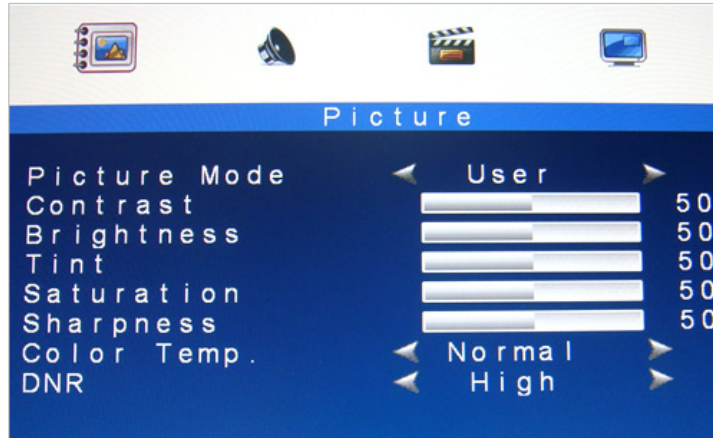 Picture
Picture Mode User
Contrast 50
Brightness 50
Tint 50
Saturation 50
Sharpness 50
Color Temp. Normal
DNR High